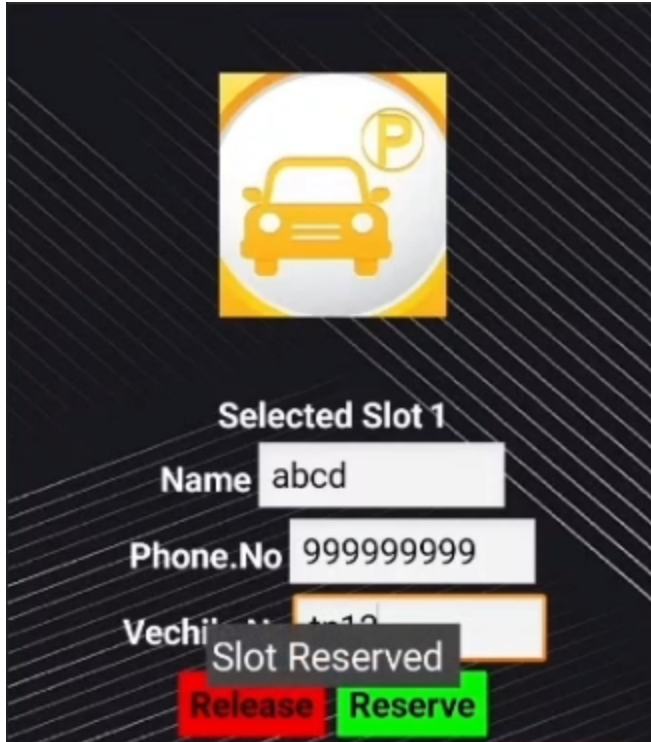 P
Selected Slot 1
Name abcd
Phone.No 999999999
Slot Reserved
Release Reserve